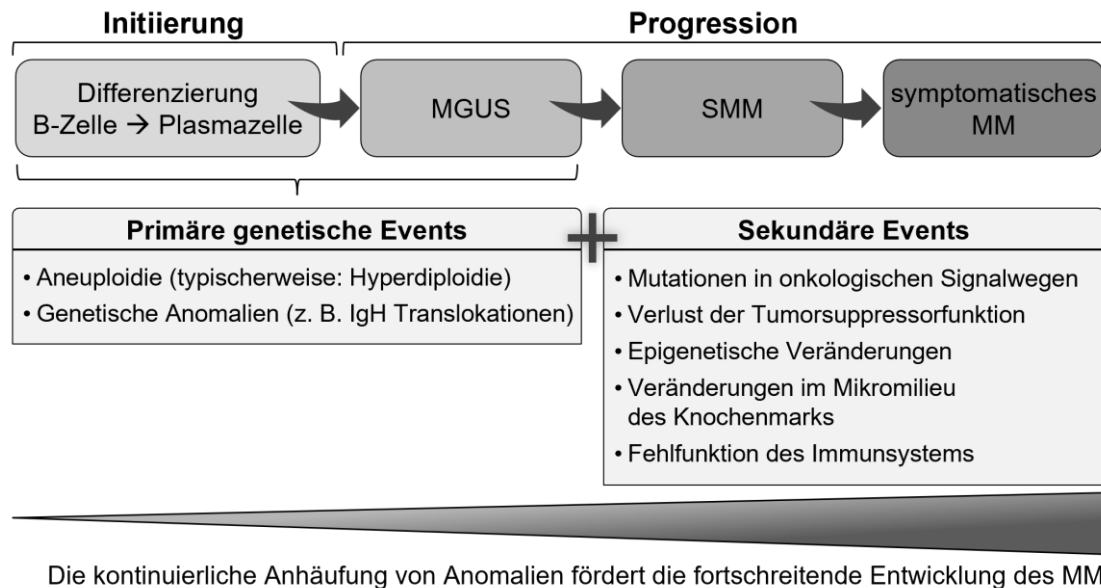 Initiierung
Progression
Differenzierung
B-Zelle → Plasmazelle
MGUS
SMM
symptomatisches
MM
Primäre genetische Events
• Aneuploidie (typischerweise: Hyperdiploidie)
• Genetische Anomalien (z. B. IgH Translokationen)
+
Sekundäre Events
• Mutationen in onkologischen Signalwegen
• Verlust der Tumorsuppressorfunktion
• Epigenetische Veränderungen
• Veränderungen im Mikromilieu
des Knochenmarks
• Fehlfunktion des Immunsystems
Die kontinuierliche Anhäufung von Anomalien fördert die fortschreitende Entwicklung des MM